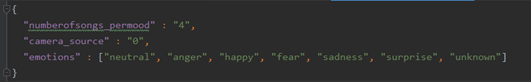 {
"numberofsongs_permood" : "4",
"camera_source" : "0",
"emotions" : ["neutral", "anger", "happy", "fear", "sadness", "surprise", "unknown"]
}